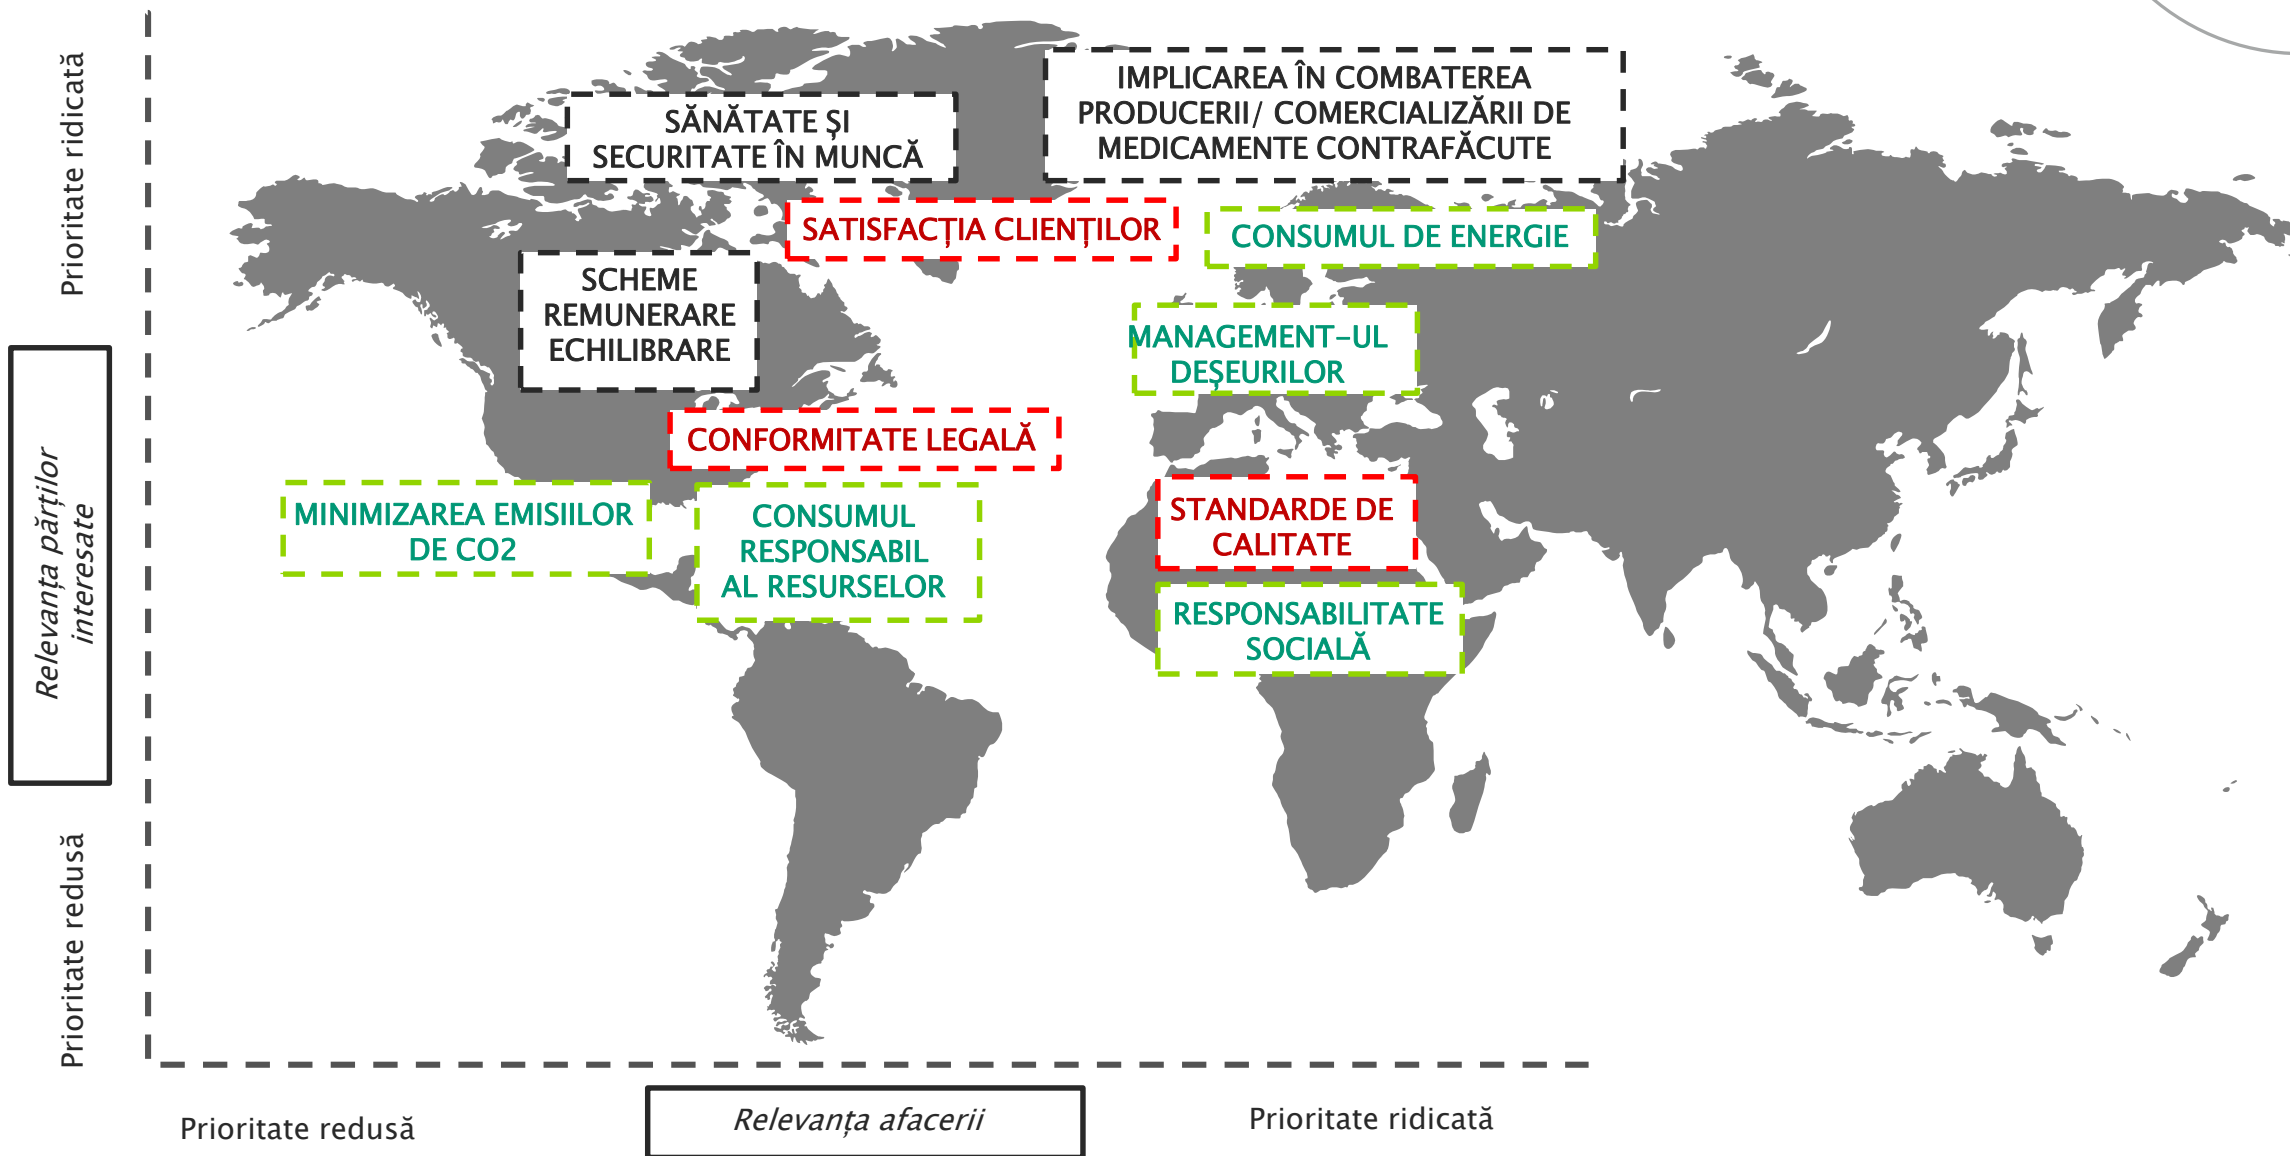 Prioritate ridicată
IMPLICAREA ÎN COMBATEREA
PRODUCERII/ COMERCIALIZĂRII DE
MEDICAMENTE CONTRAFĂCUTE
SĂNĂTATE ȘI
SECURITATE ÎN MUNCĂ
SATISFACȚIA CLIENȚILOR
CONSUMUL DE ENERGIE
SCHEME
REMUNERARE
ECHILIBRARE
MANAGEMENT-UL
DEȘEURILOR
CONFORMITATE LEGALĂ
Relevanța părților
interesate
MINIMIZAREA EMISIILOR
DE CO2
CONSUMUL
RESPONSABIL
AL RESURSELOR
STANDARDE DE
CALITATE
RESPONSABILITATE
SOCIALĂ
Prioritate redusă
Prioritate redusă
Relevanța afacerii
Prioritate ridicată